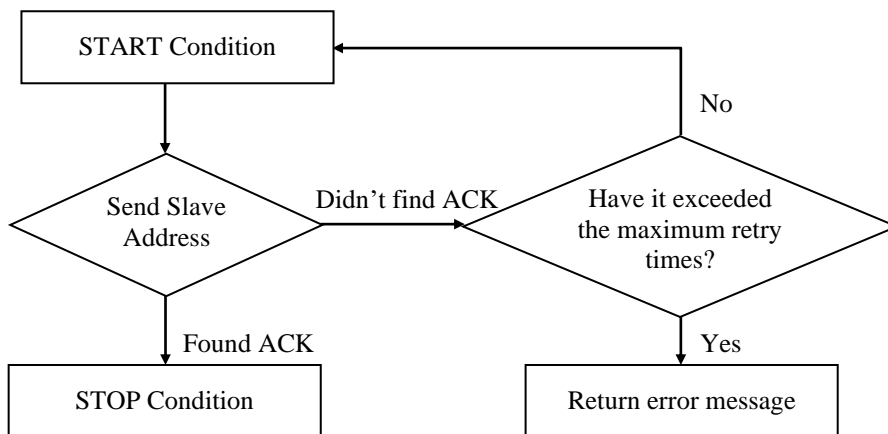 START Condition
No
Send Slave
Address
Didn't find ACK
Have it exceeded
the maximum retry
times?
Found ACK
Yes
STOP Condition
Return error message